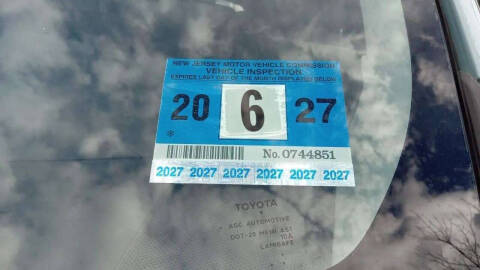 NEW JERSEY MOTOR VEHICLE COMMISSION
VEHICLE INSPECTION
EXPIRES LAST DAY OF THE MONTH DISPLAYED BELOW
20 6 27
No. 0744851
2027 2027 2027 2027 2027 2027
TOYOTA
AGC AUTOMOTIVE
LAMISAFE